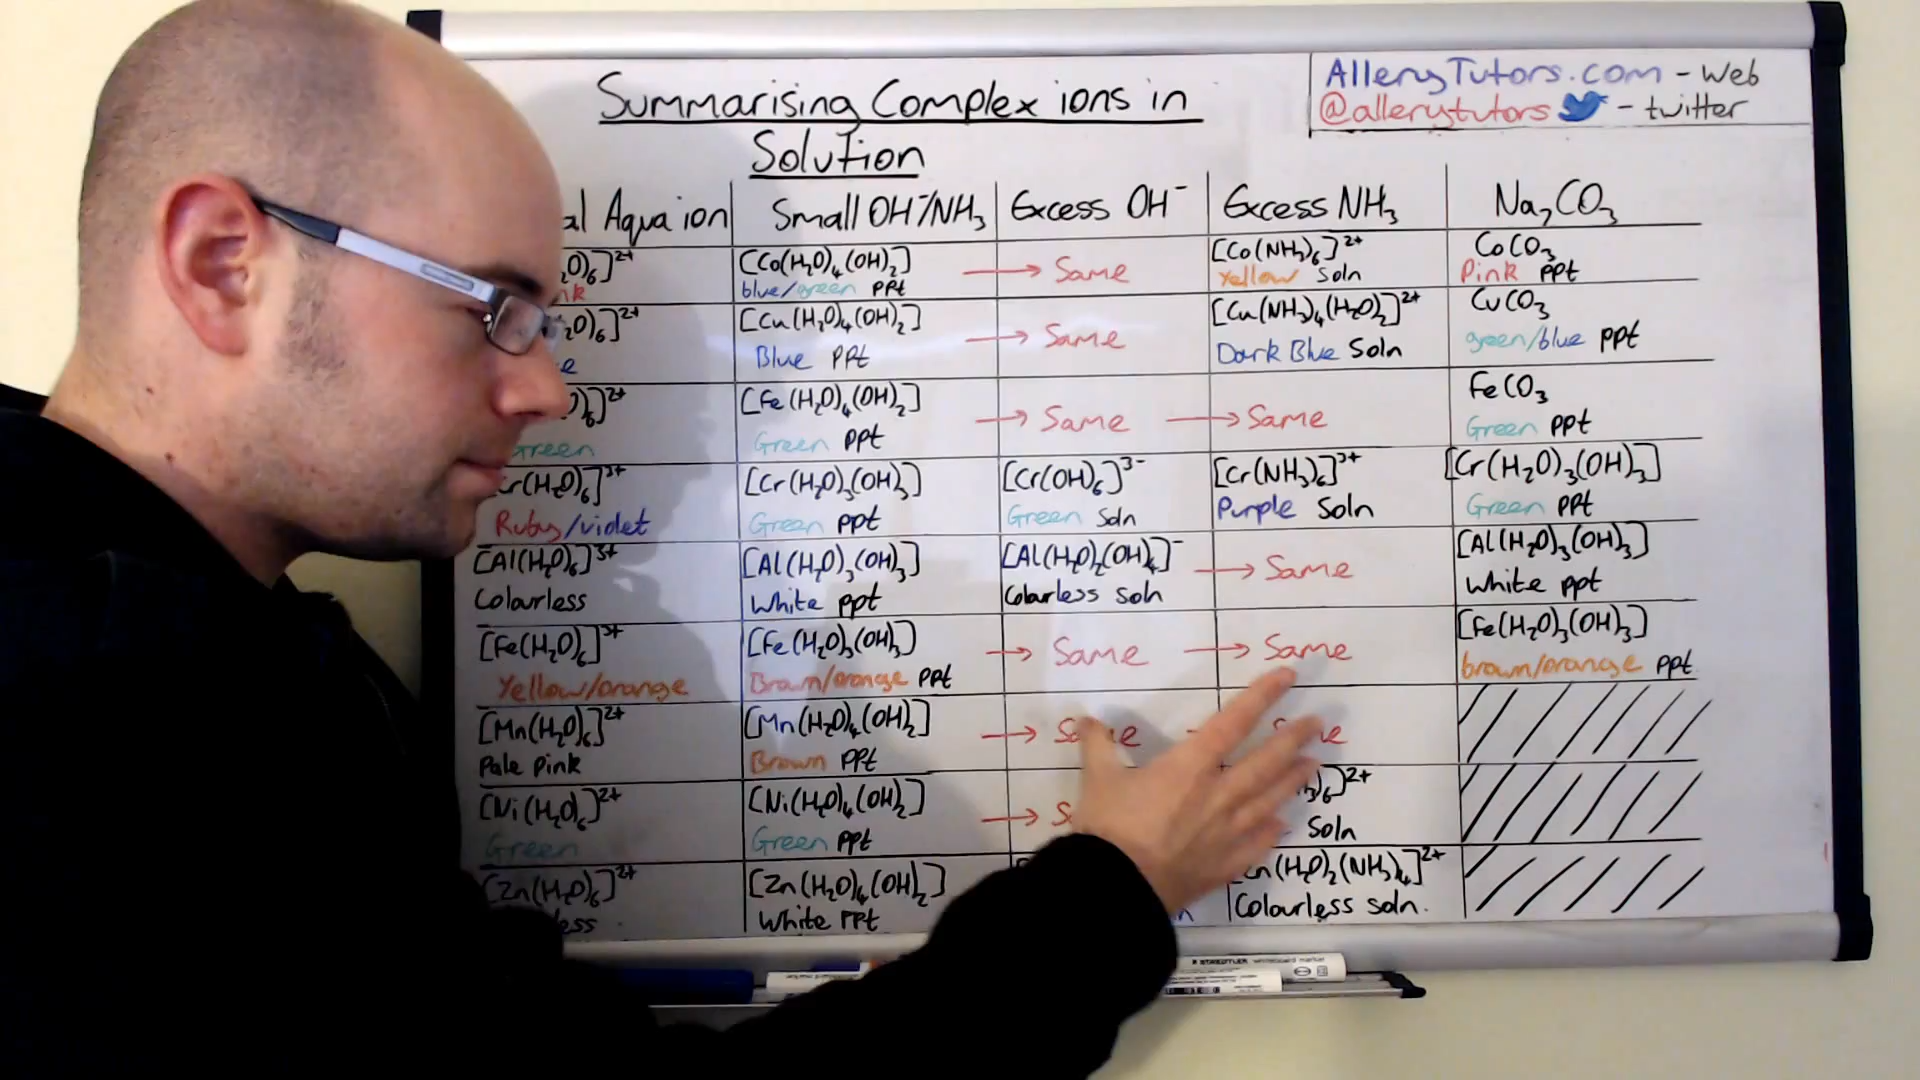 Summarising Complex ions in
Solution
AlleryTutors.com - Web
@allerytutors - twitter
Aqua ion
Small OH⁻/NH₃
Excess OH⁻
Excess NH₃
Na₂CO₃
[Co(H₂O)₄(OH)₂]
blue/green ppt
→ Same
[Co(NH₃)₆]²⁺
Yellow Soln
CoCO₃
Pink ppt
[Cu(H₂O)₄(OH)₂]
Blue ppt
→ Same
[Cu(NH₃)₄(H₂O)₂]²⁺
Dark Blue Soln
CuCO₃
green/blue ppt
Green
[Fe(H₂O)₄(OH)₂]
Green ppt
→ Same → Same
FeCO₃
Green ppt
Ruby/violet
[Cr(H₂O)₃(OH)₃]
Green ppt
[Cr(OH)₆]³⁻
Green Soln
[Cr(NH₃)₆]³⁺
Purple Soln
[Cr(H₂O)₃(OH)₃]
Green ppt
[Al(H₂O)₆]³⁺
Colourless
[Al(H₂O)₃(OH)₃]
White ppt
[Al(H₂O)₂(OH)₄]⁻
Colourless soln
→ Same
[Al(H₂O)₃(OH)₃]
White ppt
[Fe(H₂O)₆]³⁺
Yellow/orange
[Fe(H₂O)₃(OH)₃]
Brown/orange ppt
→ Same → Same
[Fe(H₂O)₃(OH)₃]
brown/orange ppt
[Mn(H₂O)₆]²⁺
Pale Pink
[Mn(H₂O)₄(OH)₂]
Brown ppt
→ Same
[Ni(H₂O)₆]²⁺
Green
[Ni(H₂O)₄(OH)₂]
Green ppt
→
Soln
[Zn(H₂O)₆]²⁺
[Zn(H₂O)₄(OH)₂]
White ppt
Colourless soln.
STAEDTLER whiteboard marker